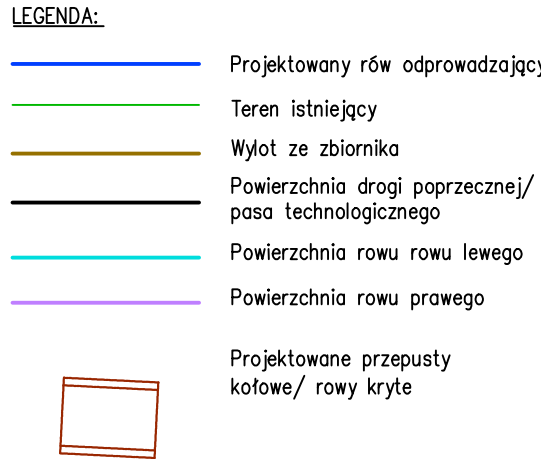 LEGENDA:
Projektowany rów odprowadzający
Teren istniejący
Wylot ze zbiornika
Powierzchnia drogi poprzecznej/
pasa technologicznego
Powierzchnia rowu rowu lewego
Powierzchnia rowu prawego
Projektowane przepusty
kołowe/ rowy kryte